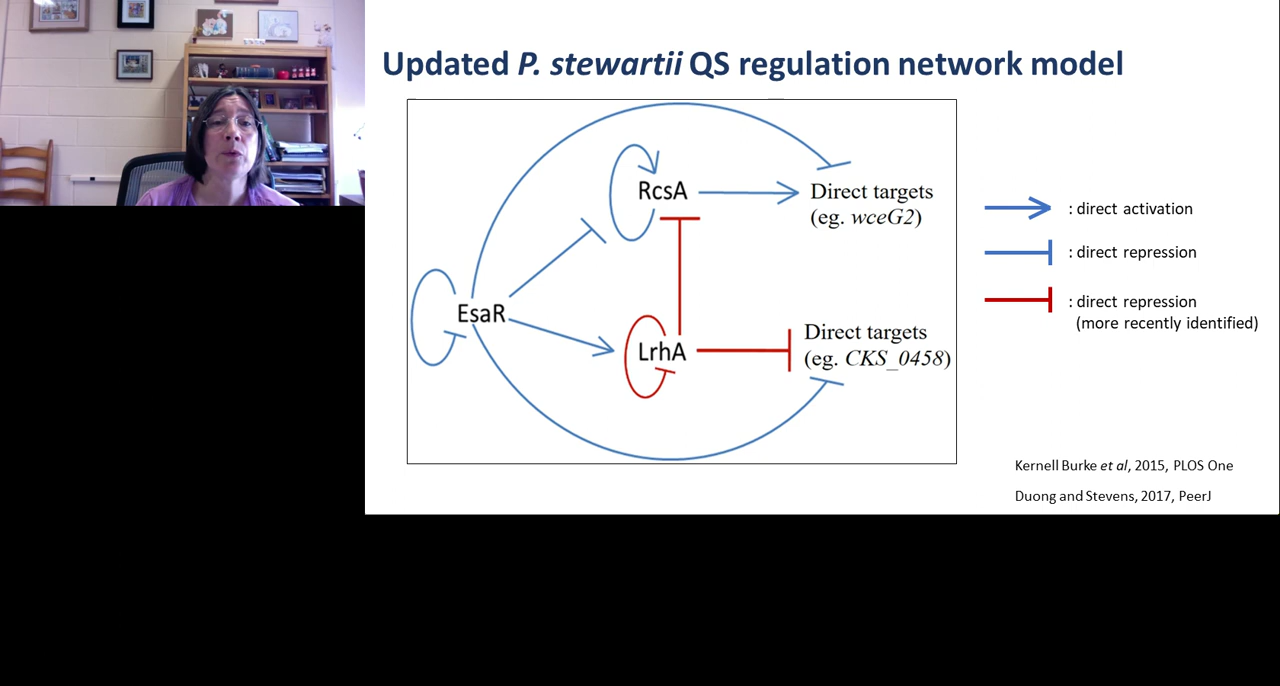 Updated P. stewartii QS regulation network model
RcsA
Direct targets
(eg. wceG2)
EsaR
LrhA
Direct targets
(eg. CKS_0458)
: direct activation
: direct repression
: direct repression
(more recently identified)
Kernell Burke et al, 2015, PLOS One
Duong and Stevens, 2017, PeerJ